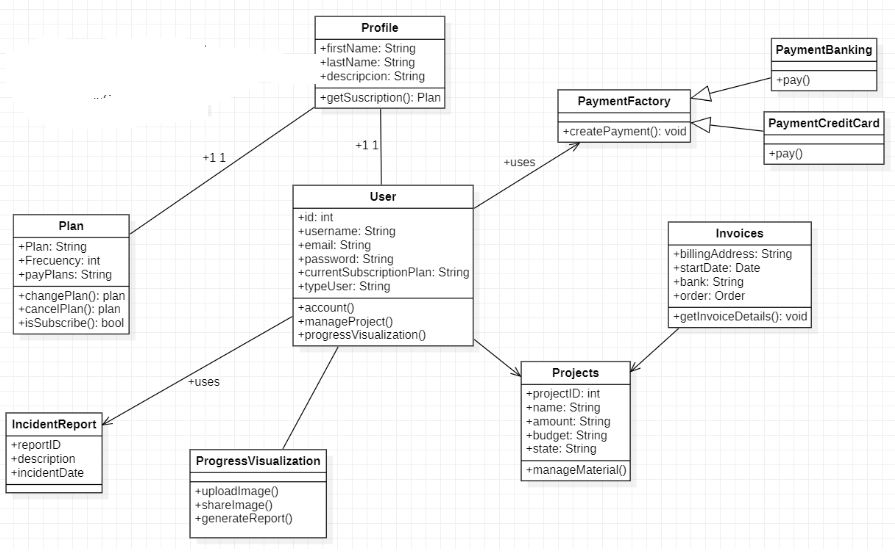 Profile
+firstName: String
+lastName: String
+descripcion: String
+getSuscription(): Plan
PaymentBanking
+pay()
PaymentFactory
+createPayment(): void
PaymentCreditCard
+pay()
+1 1
+1 1
+uses
User
+id: int
+username: String
+email: String
+password: String
+currentSubscriptionPlan: String
+typeUser: String
+account()
+manageProject()
+progressVisualization()
Plan
+Plan: String
+Frecuency: int
+payPlans: String
+changePlan(): plan
+cancelPlan(): plan
+isSubscribe(): bool
Invoices
+billingAddress: String
+startDate: Date
+bank: String
+order: Order
+getInvoiceDetails(): void
+uses
Projects
+projectID: int
+name: String
+amount: String
+budget: String
+state: String
+manageMaterial()
IncidentReport
+reportID
+description
+incidentDate
ProgressVisualization
+uploadImage()
+shareImage()
+generateReport()